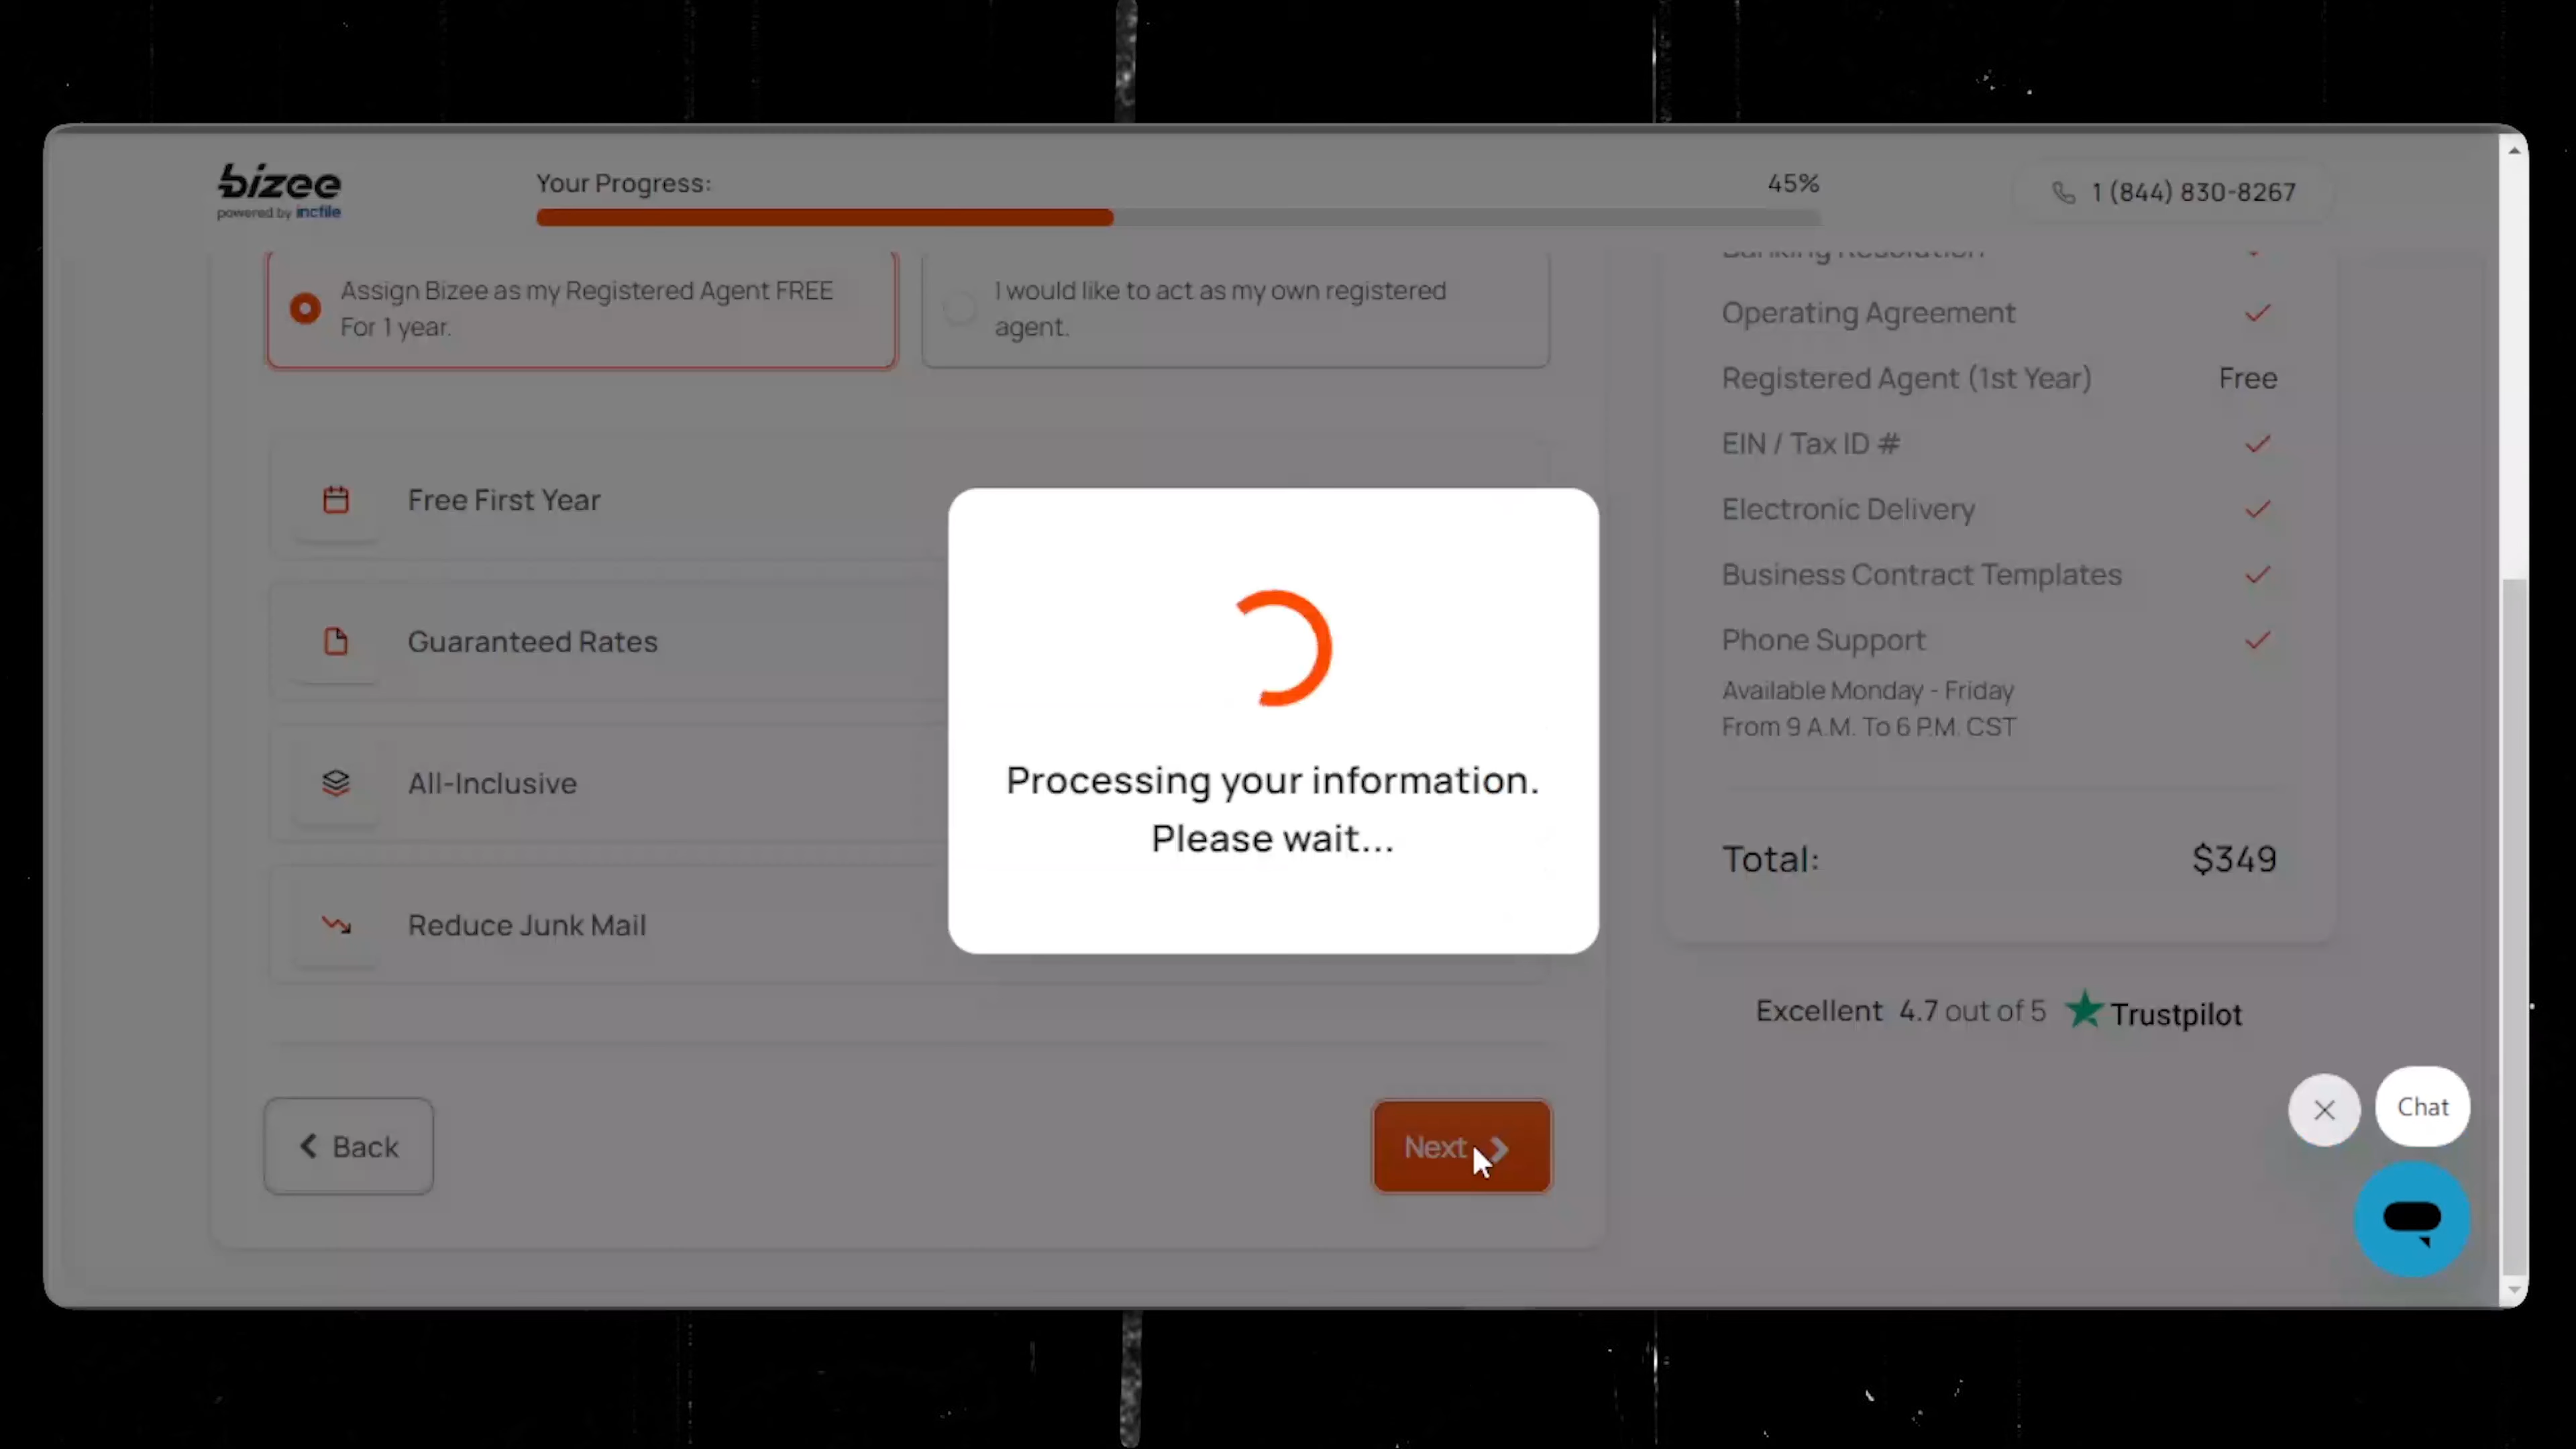 bizee
powered by incfile
Your Progress:
45%
1 (844) 830-8267
Assign Bizee as my Registered Agent FREE
For 1 year.
I would like to act as my own registered
agent.
Free First Year
Guaranteed Rates
All-Inclusive
Reduce Junk Mail
Back
Next
Processing your information.
Please wait...
Banking Resolution
Operating Agreement
Registered Agent (1st Year) Free
EIN / Tax ID #
Electronic Delivery
Business Contract Templates
Phone Support
Available Monday - Friday
From 9 A.M. To 6 P.M. CST
Total: $349
Excellent 4.7 out of 5 Trustpilot
Chat